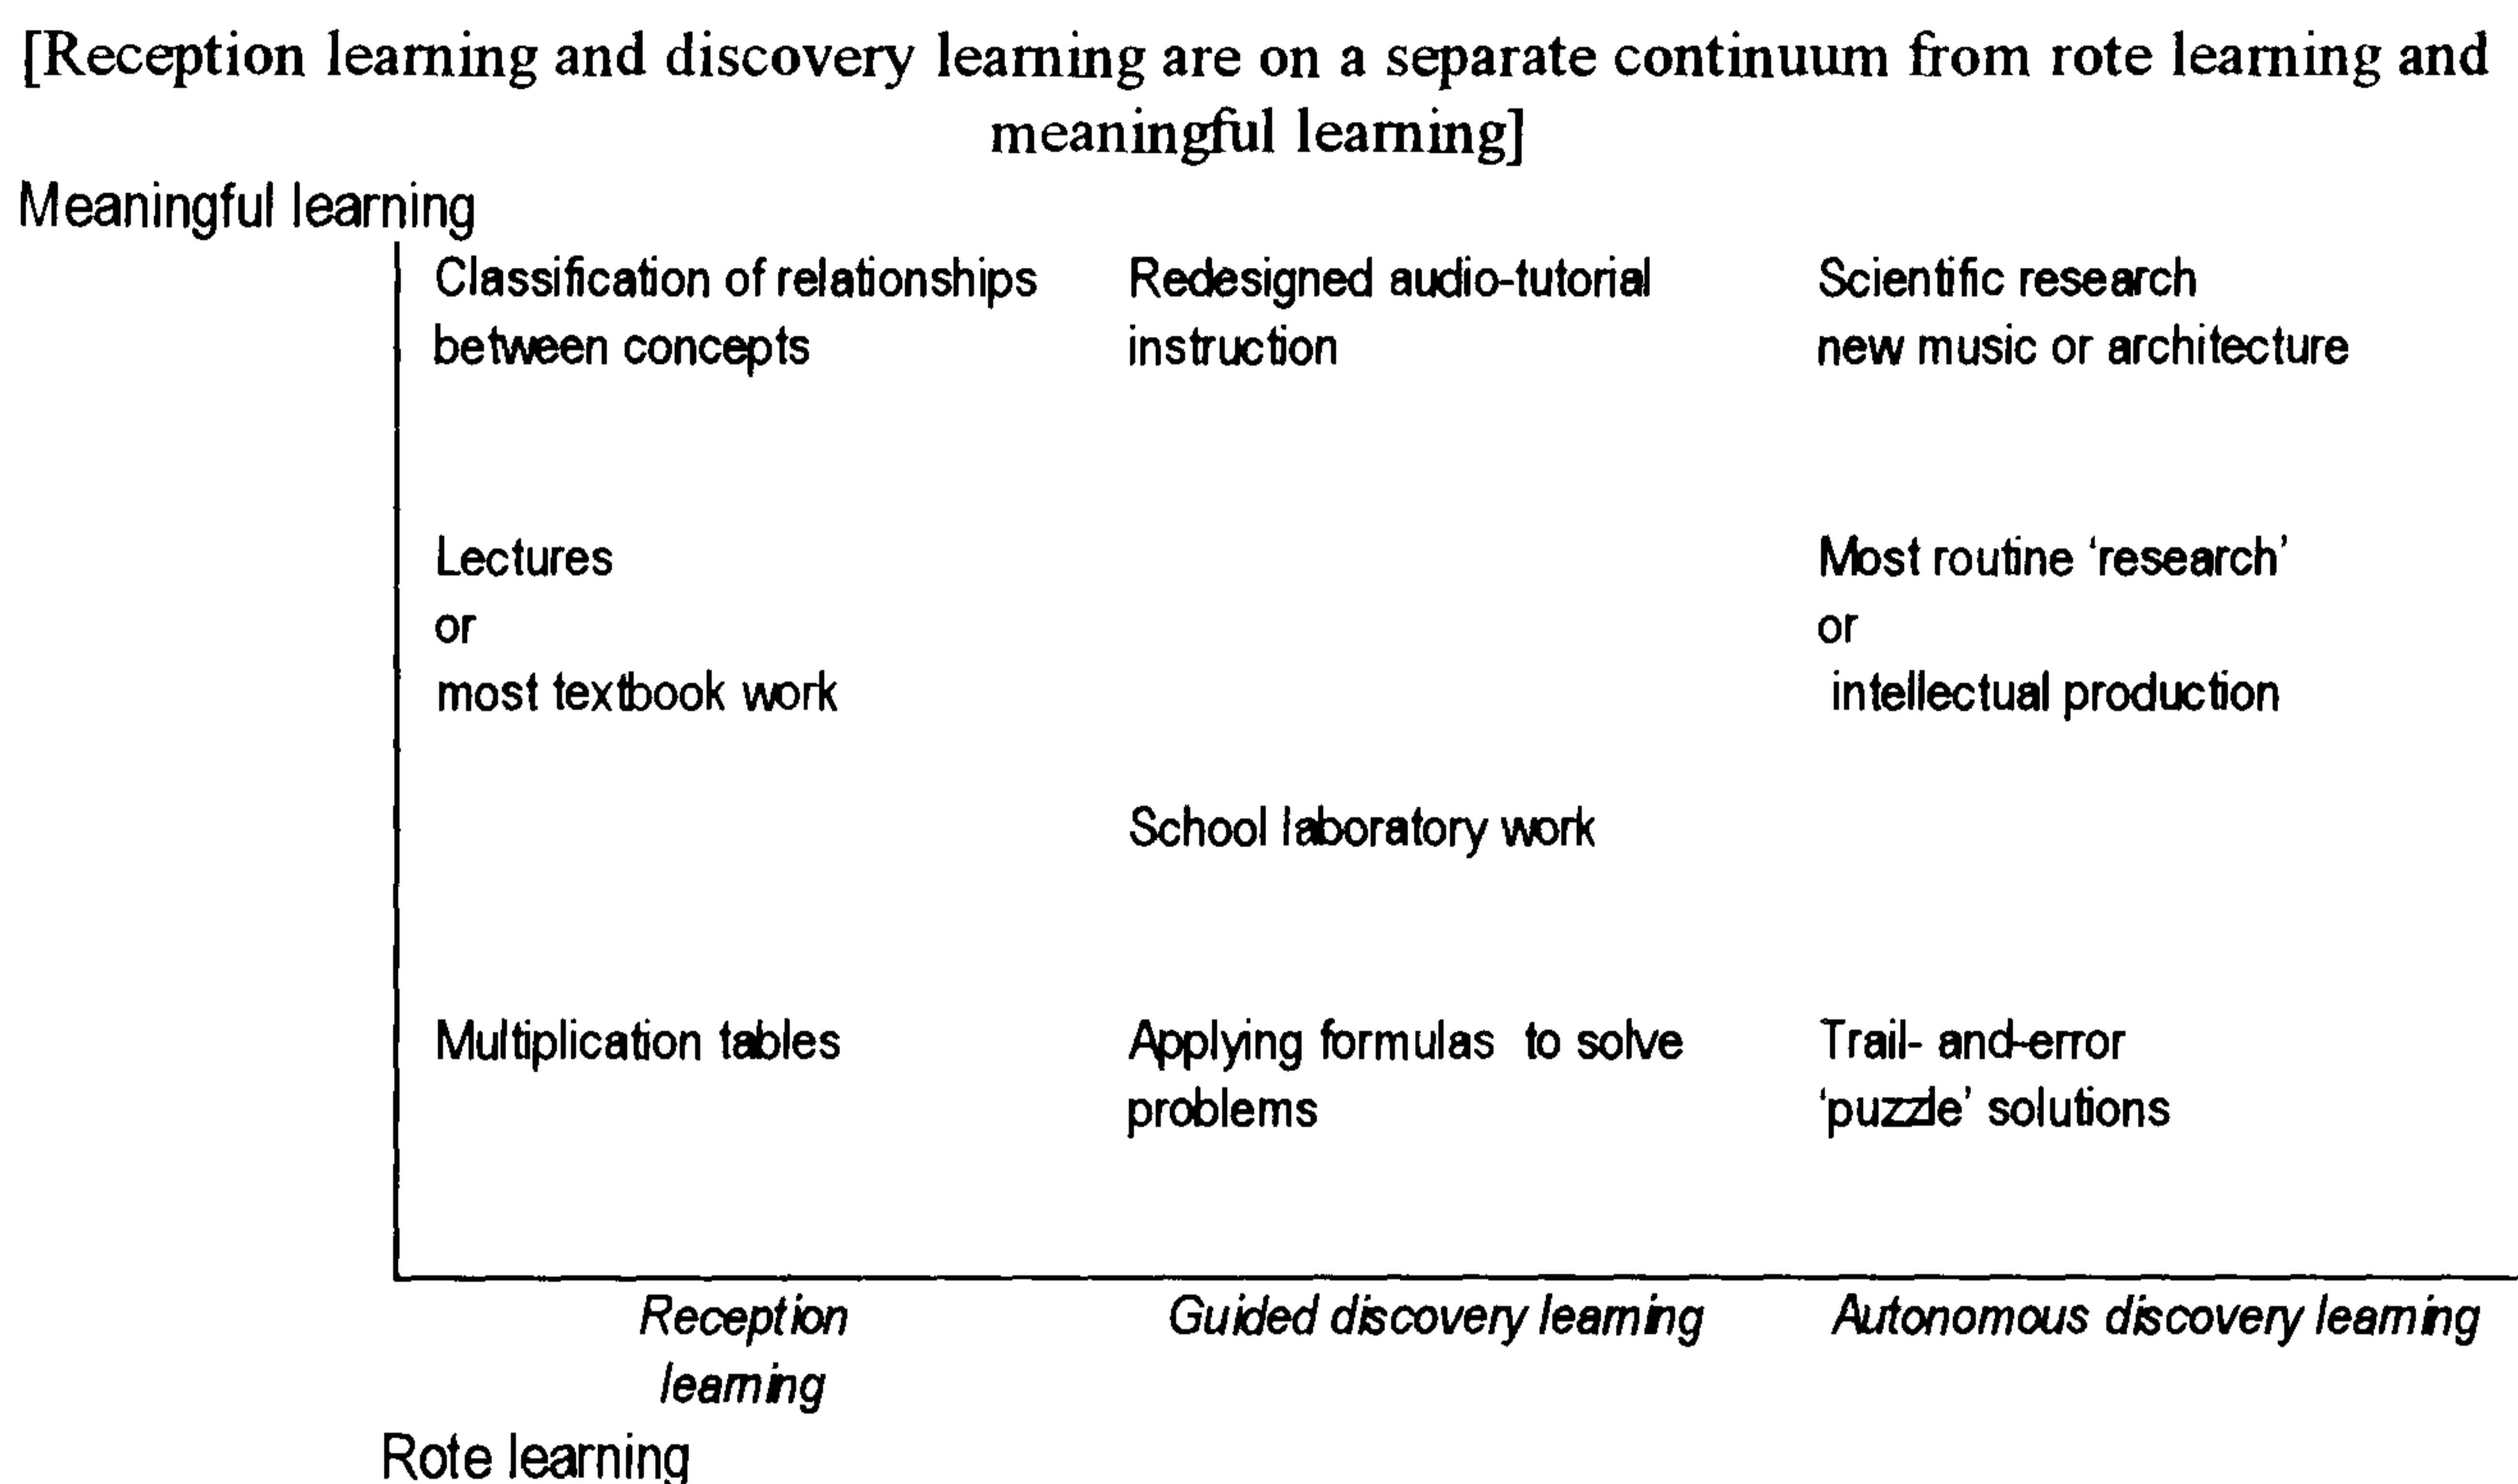 [Reception learning and discovery learning are on a separate continuum from rote learning and
meaningful learning]
Meaningful learning
Classification of relationships
between concepts
Redesigned audio-tutorial
instruction
Scientific research
new music or architecture
Lectures
or
most textbook work
Most routine ‘research’
or
intellectual production
School laboratory work
Multiplication tables
Applying formulas to solve
problems
Trail- and-error
‘puzzle’ solutions
Reception
learning
Guided discovery learning
Autonomous discovery learning
Rote learning